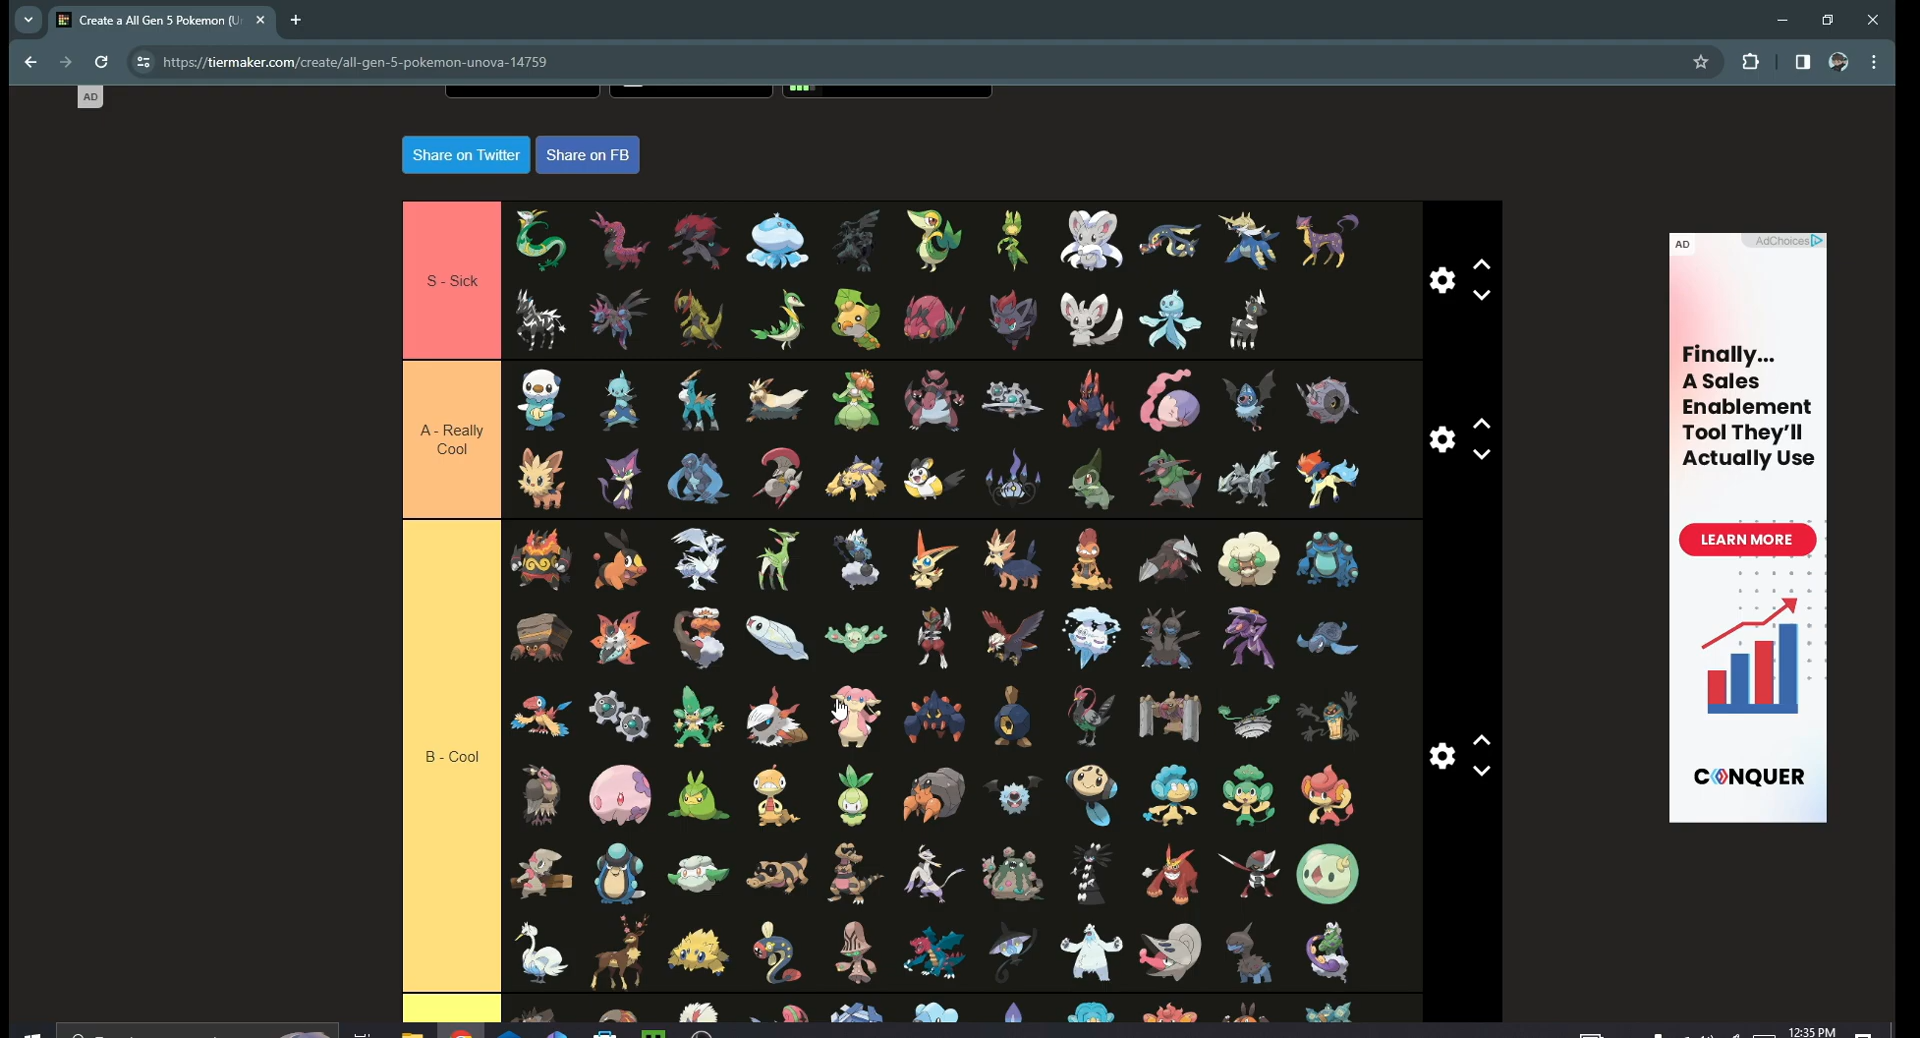 Create a All Gen 5 Pokemon (U
https://tiermaker.com/create/all-gen-5-pokemon-unova-14759
AD
Share on Twitter
Share on FB
S - Sick
A - Really
Cool
B - Cool
AD
AdChoices
Finally...
A Sales
Enablement
Tool They'll
Actually Use
LEARN MORE
CONQUER
12:35 PM